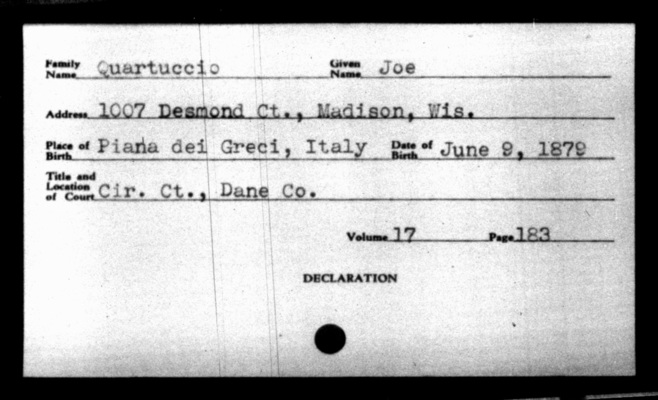 Family Name Quartuccio Given Name Joe
Address 1007 Desmond Ct., Madison, Wis.
Place of Birth Piana dei Greci, Italy Date of Birth June 9, 1879
Title and Location of Court Cir. Ct., Dane Co.
Volume 17 Page 183
DECLARATION